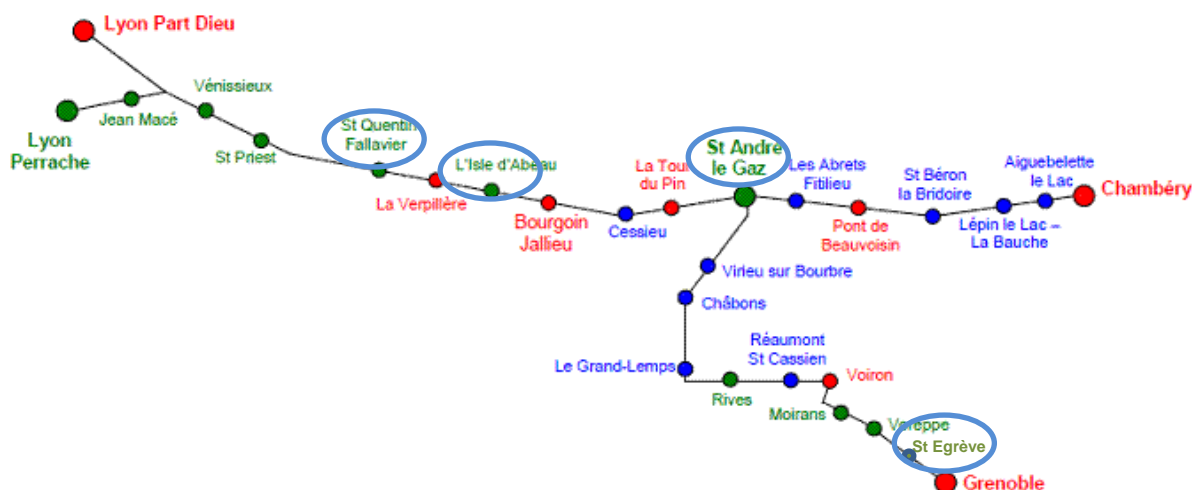 Lyon Part Dieu
Vénissieux
Jean Macé
Lyon
Perrache
St Priest
St Quentin
Fallavier
La Verpillère
L'Isle d'Abeau
Bourgoin
Jallieu
Cessieu
La Tour
du Pin
St André
le Gaz
Les Abrets
Fitilieu
Pont de
Beauvoisin
St Béron
la Bridoire
Lépin le Lac –
La Bauche
Aiguebelette
le Lac
Chambéry
Virieu sur Bourbre
Châbons
Le Grand-Lemps
Rives
Réaumont
St Cassien
Voiron
Moirans
Voreppe
St Egrève
Grenoble